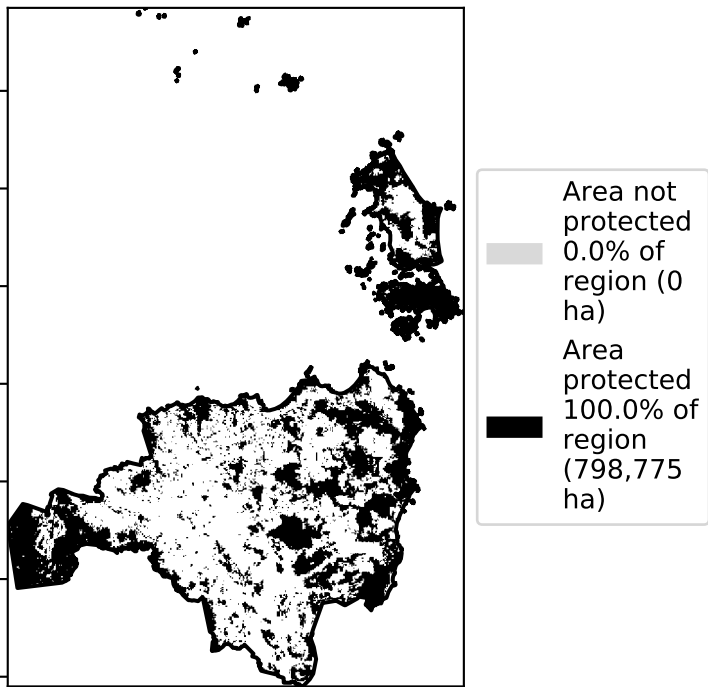 Area not
protected
0.0% of
region (0
ha)
Area
protected
100.0% of
region
(798,775
ha)